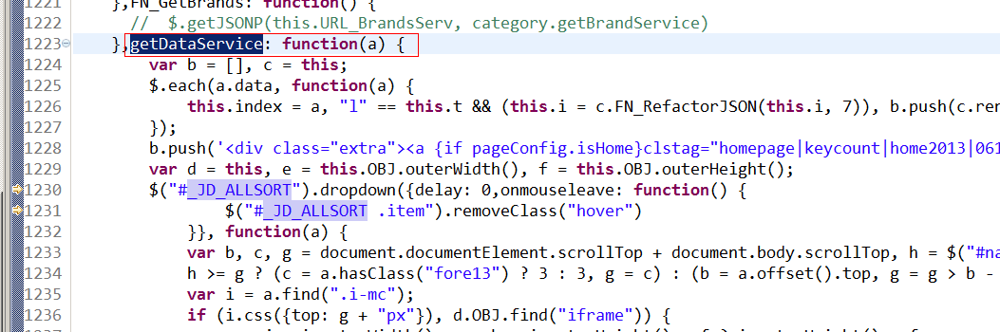 1221 },FN_GetBrands: function() {
1222 // $.getJSONP(this.URL_BrandsServ, category.getBrandService)
1223 },getDataService: function(a) {
1224 var b = [], c = this;
1225 $.each(a.data, function(a) {
1226 this.index = a, "l" == this.t && (this.i = c.FN_RefactorJSON(this.i, 7)), b.push(c.ren
1227 });
1228 b.push('<div class="extra"><a {if pageConfig.isHome}clstag="homepage|keycount|home2013|061
1229 var d = this, e = this.OBJ.outerWidth(), f = this.OBJ.outerHeight();
1230 $("#_JD_ALLSORT").dropdown({delay: 0,onmouseleave: function() {
1231 $("#_JD_ALLSORT .item").removeClass("hover")
1232 }}, function(a) {
1233 var b, c, g = document.documentElement.scrollTop + document.body.scrollTop, h = $("#na
1234 h >= g ? (c = a.hasClass("fore13") ? 3 : 3, g = c) : (b = a.offset().top, g = g > b -
1235 var i = a.find(".i-mc");
1236 if (i.css({top: g + "px"}), d.OBJ.find("iframe")) {